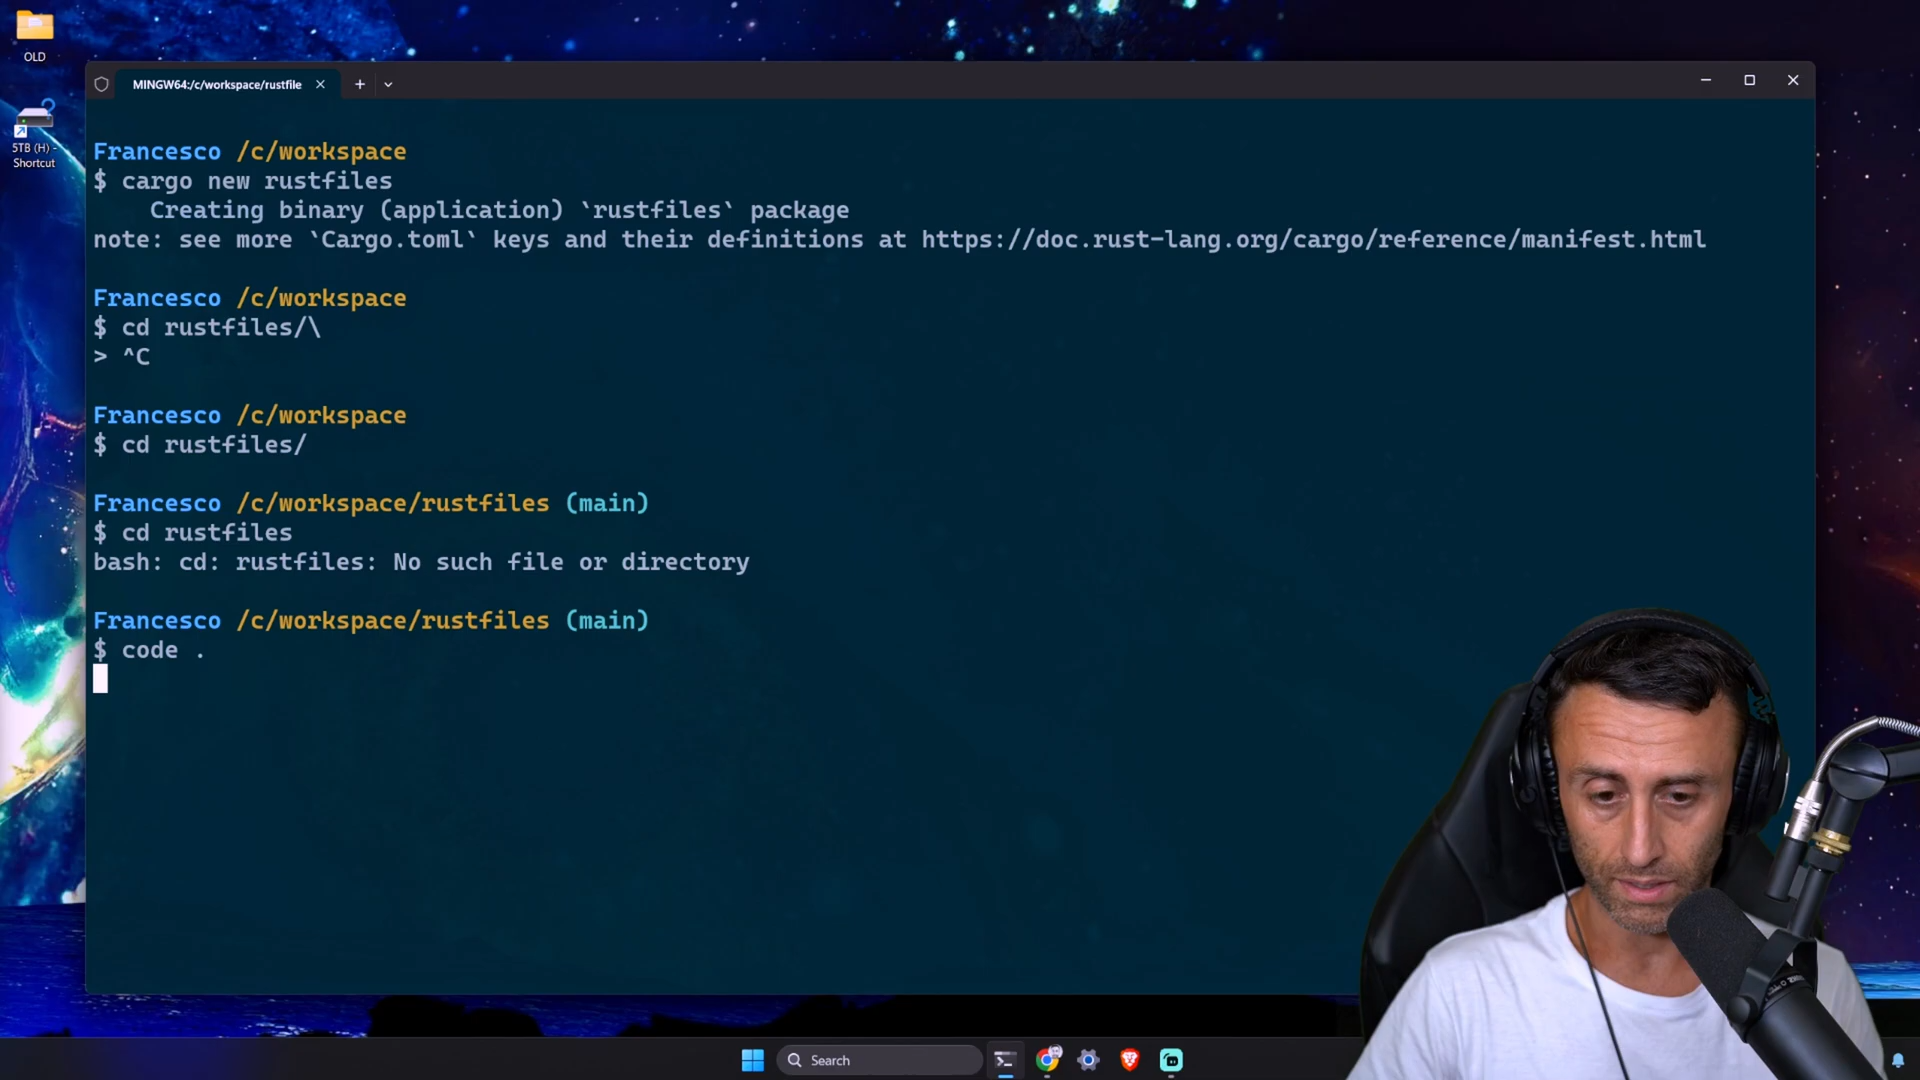 OLD
5TB (H) -
Shortcut
MINGW64:/c/workspace/rustfile
Francesco /c/workspace
$ cargo new rustfiles
Creating binary (application) `rustfiles` package
note: see more `Cargo.toml` keys and their definitions at https://doc.rust-lang.org/cargo/reference/manifest.html
Francesco /c/workspace
$ cd rustfiles/\
> ^C
Francesco /c/workspace
$ cd rustfiles/
Francesco /c/workspace/rustfiles (main)
$ cd rustfiles
bash: cd: rustfiles: No such file or directory
Francesco /c/workspace/rustfiles (main)
$ code .
Search